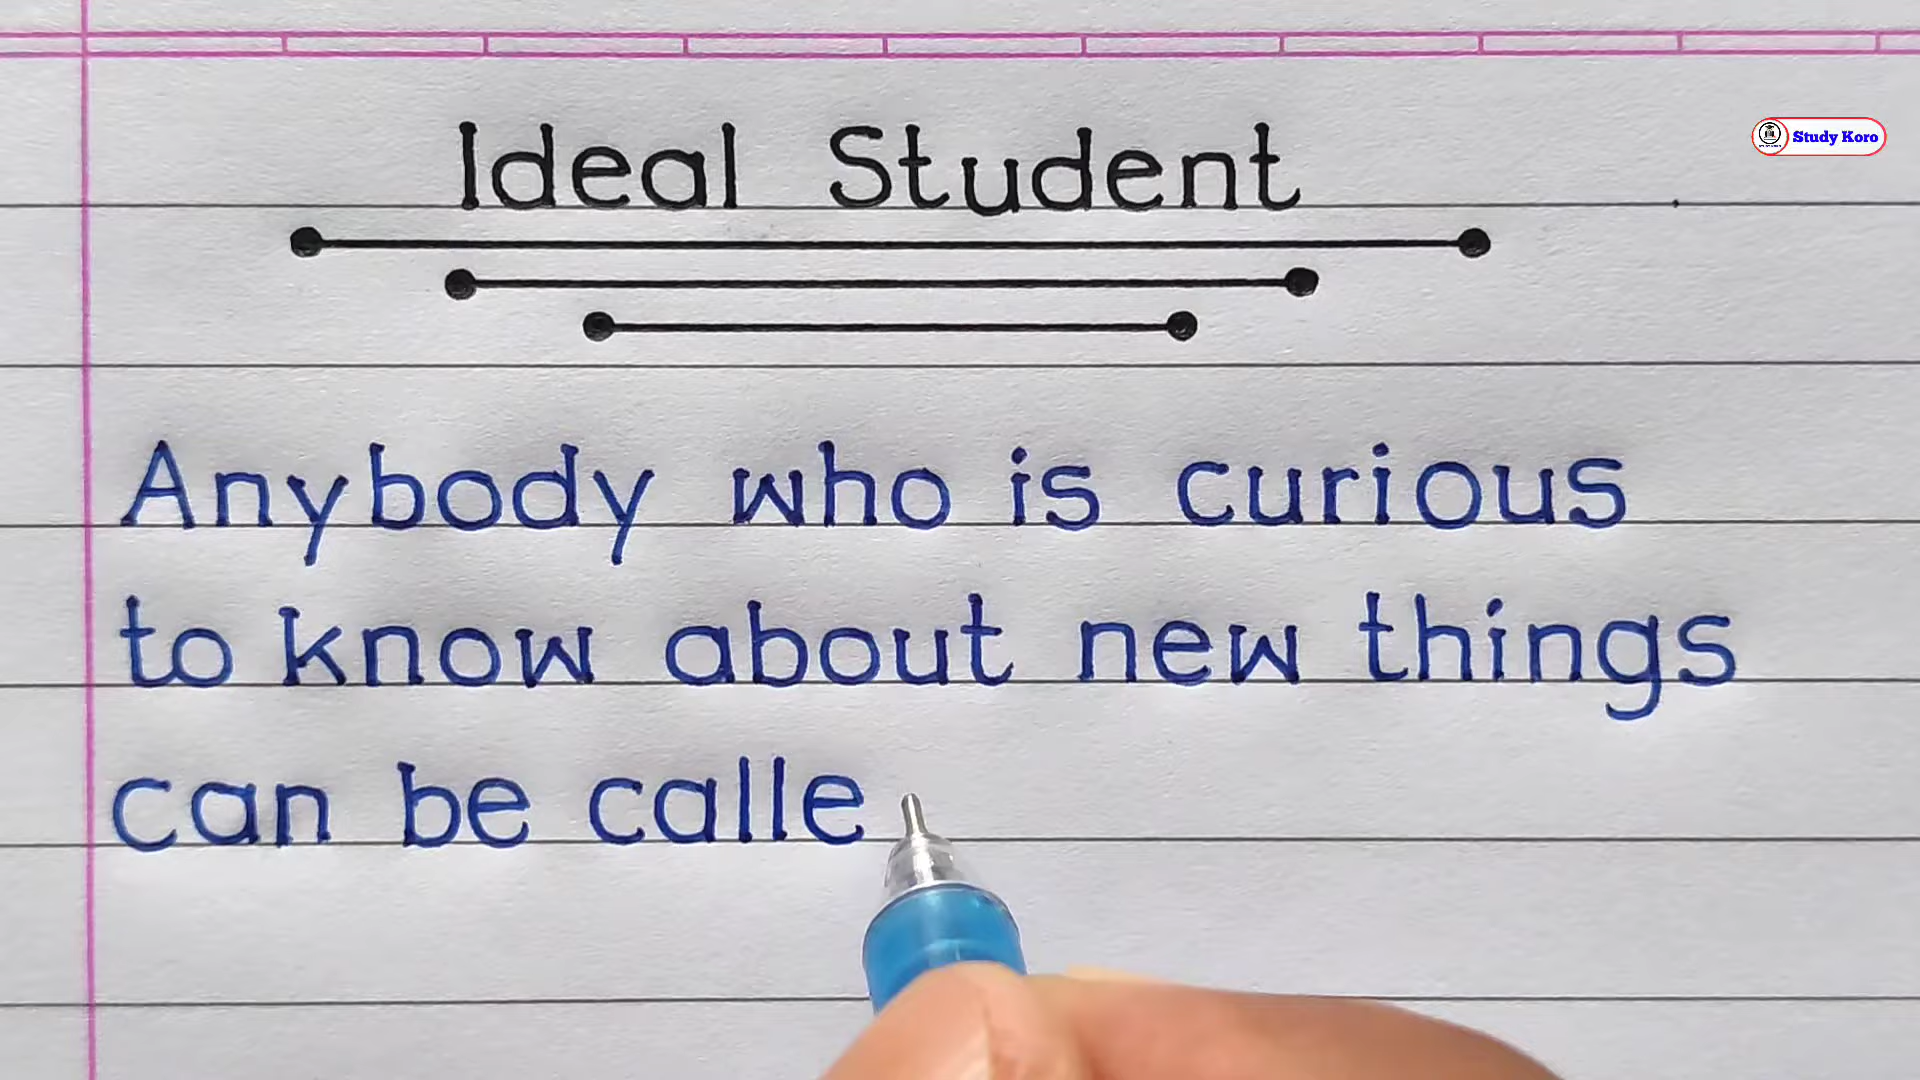 Ideal Student
Study Koro
Anybody who is curious
to know about new things
can be calle